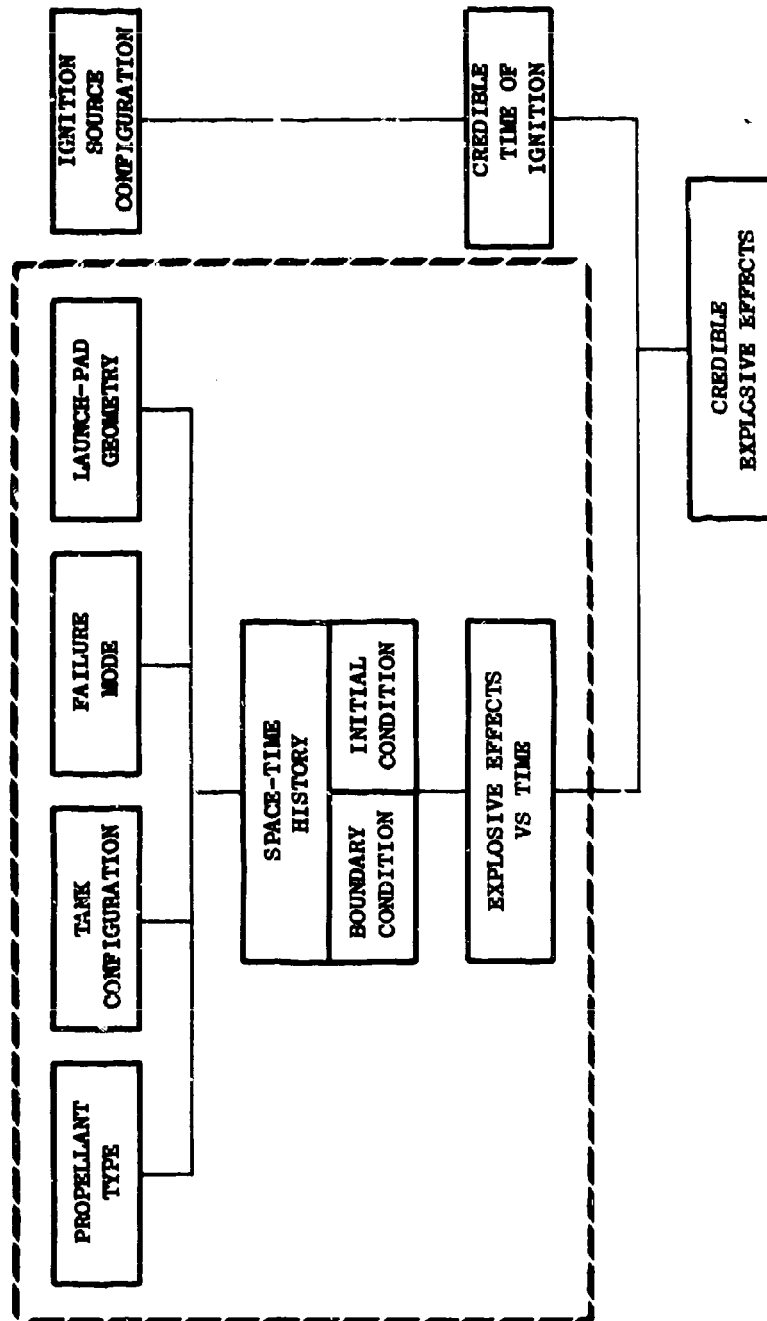 PROPELLANT
TYPE
TANK
CONFIGURATION
FAILURE
MODE
LAUNCH-PAD
GEOMETRY
IGNITION
SOURCE
CONFIGURATION
SPACE-TIME
HISTORY
BOUNDARY
CONDITION
INITIAL
CONDITION
EXPLOSIVE EFFECTS
VS TIME
CREDIBLE
TIME OF
IGNITION
CREDIBLE
EXPLOSIVE EFFECTS